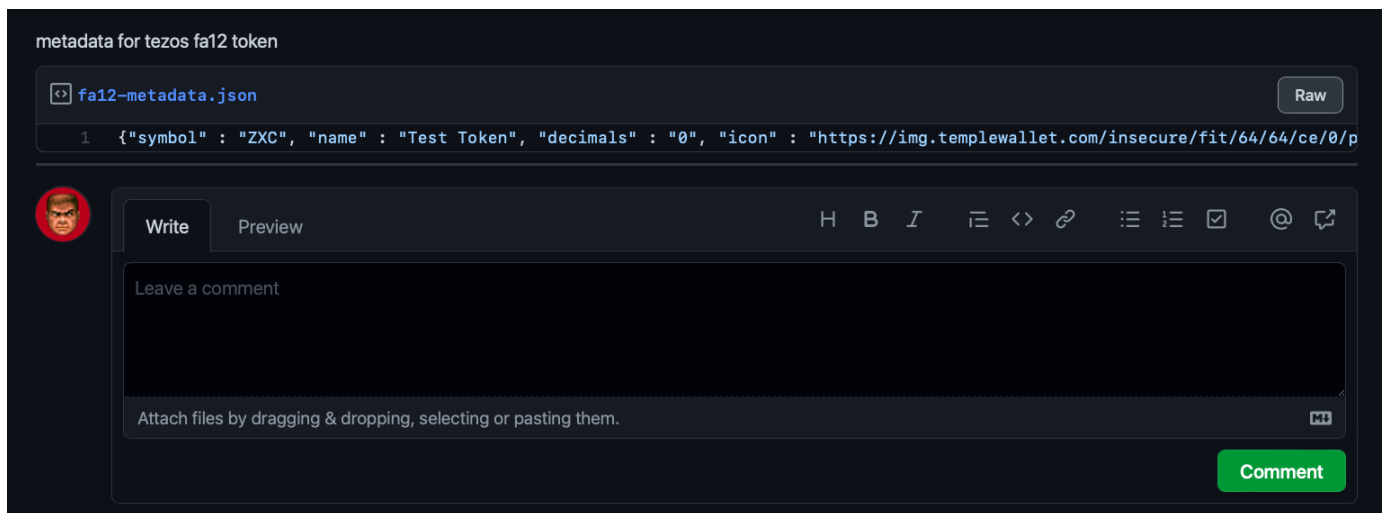 metadata for tezos fa12 token
fa12-metadata.json
Raw
1 {"symbol" : "ZXC", "name" : "Test Token", "decimals" : "0", "icon" : "https://img.templewallet.com/insecure/fit/64/64/ce/0/p
Write
Preview
H B I @
Leave a comment
Attach files by dragging & dropping, selecting or pasting them.
M
Comment